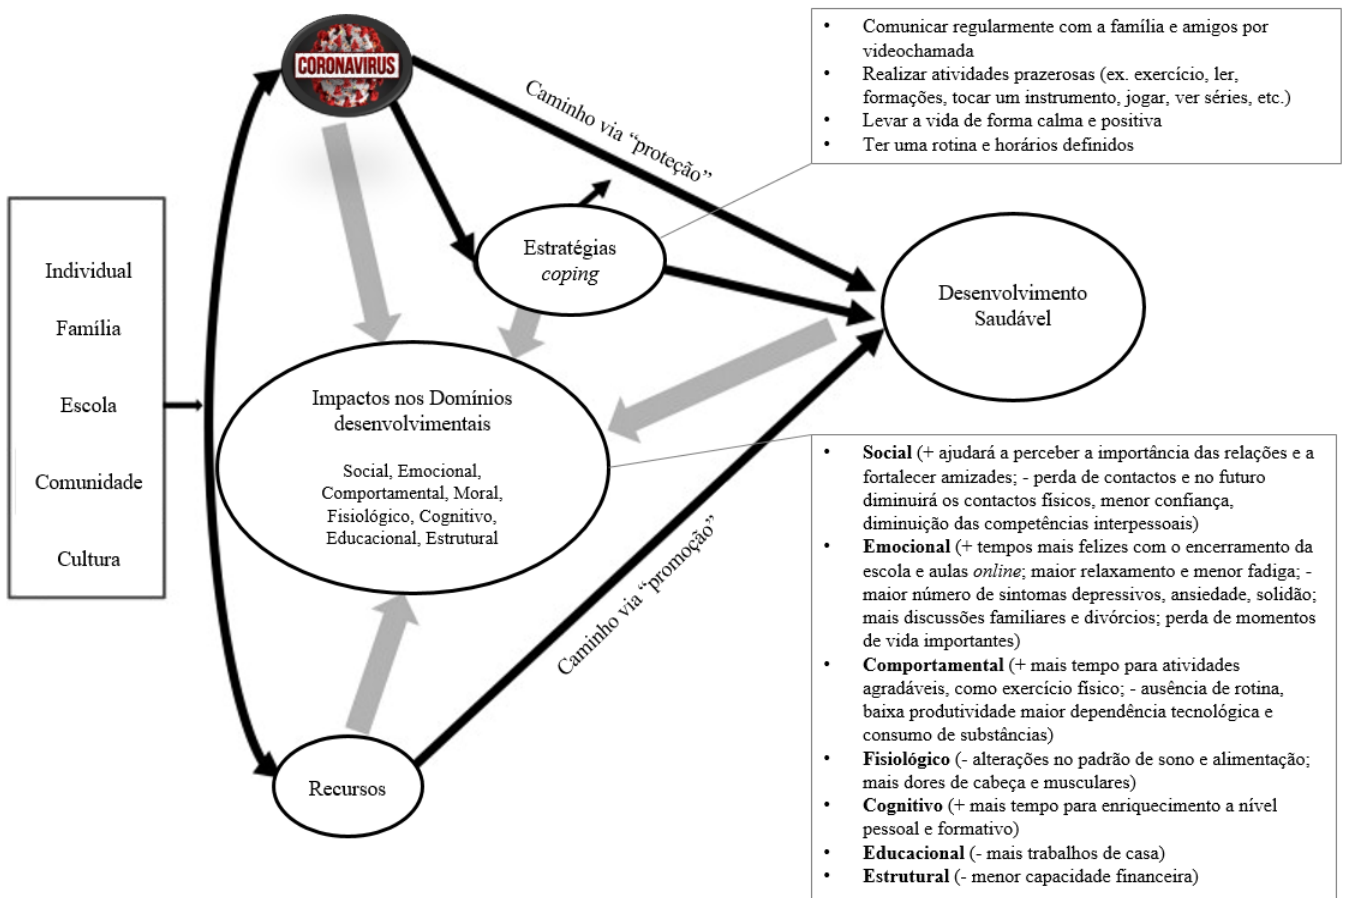 CORONAVIRUS
Individual
Família
Escola
Comunidade
Cultura
Caminho via “proteção”
Estratégias
coping
• Comunicar regularmente com a família e amigos por
videochamada
• Realizar atividades prazerosas (ex. exercício, ler,
formações, tocar um instrumento, jogar, ver séries, etc.)
• Levar a vida de forma calma e positiva
• Ter uma rotina e horários definidos
Desenvolvimento
Saudável
Impactos nos Domínios
desenvolvimentais
Social, Emocional,
Comportamental, Moral,
Fisiológico, Cognitivo,
Educacional, Estrutural
Caminho via “promoção”
Recursos
• Social (+ ajudará a perceber a importância das relações e a
fortalecer amizades; - perda de contactos e no futuro
diminuirá os contactos físicos, menor confiança,
diminuição das competências interpessoais)
• Emocional (+ tempos mais felizes com o encerramento da
escola e aulas online; maior relaxamento e menor fadiga; -
maior número de sintomas depressivos, ansiedade, solidão;
mais discussões familiares e divórcios; perda de momentos
de vida importantes)
• Comportamental (+ mais tempo para atividades
agradáveis, como exercício físico; - ausência de rotina,
baixa produtividade maior dependência tecnológica e
consumo de substâncias)
• Fisiológico (- alterações no padrão de sono e alimentação;
mais dores de cabeça e musculares)
• Cognitivo (+ mais tempo para enriquecimento a nível
pessoal e formativo)
• Educacional (- mais trabalhos de casa)
• Estrutural (- menor capacidade financeira)